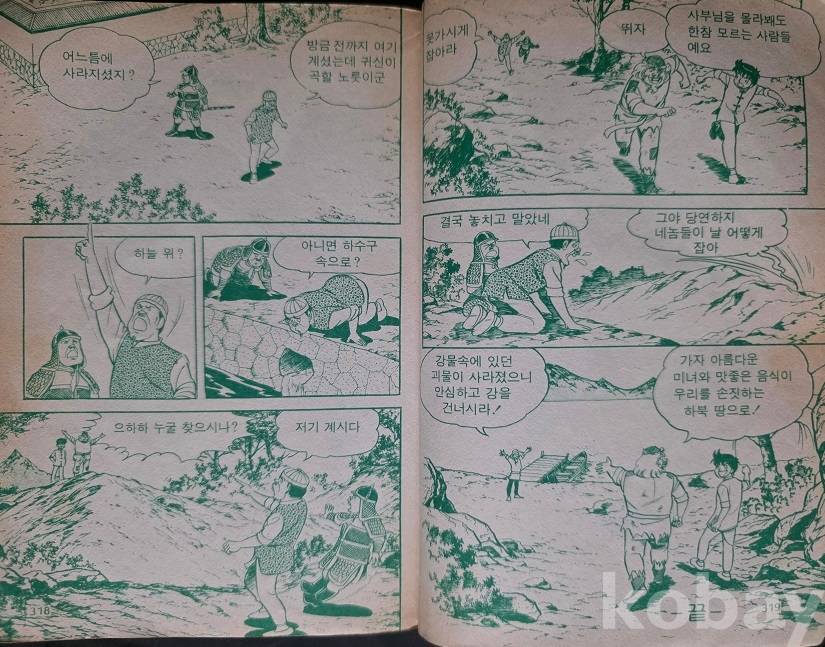 어느틈에
사라지셨지?
방금 전까지 여기
계셨는데 귀신이
곡할 노릇이군
하늘 위?
아니면 하수구
속으로?
으하하 누굴 찾으시나?
저기 계시다
318
못가시게
잡아라
뛰자
사부님을 몰라봐도
한참 모르는 사람들
예요
결국 놓치고 말았네
그야 당연하지
네놈들이 날 어떻게
잡아
강물속에 있던
괴물이 사라졌으니
안심하고 강을
건너시라!
가자 아름다운
미녀와 맛좋은 음식이
우리를 손짓하는
하북 땅으로!
끝
319
kobay